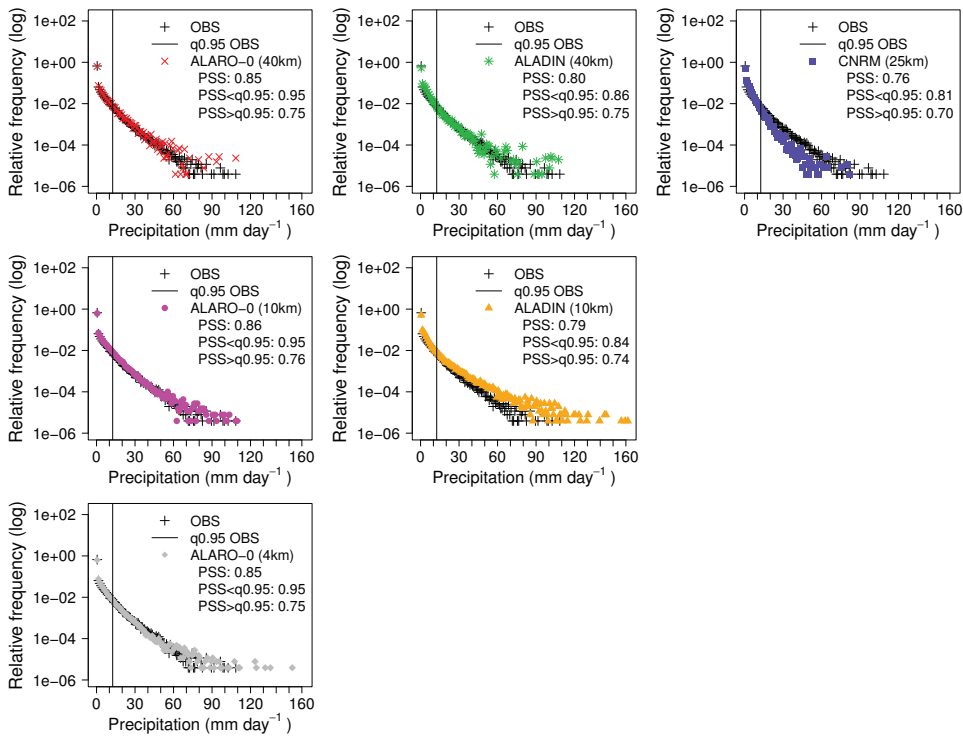 OBS
q0.95 OBS
ALARO−0 (40km)
PSS: 0.85
PSS<q0.95: 0.95
PSS>q0.95: 0.75
1e+02
1e+00
1e−02
1e−04
1e−06
Relative frequency (log)
0 30 60 90 120 160
Precipitation (mm day−1 )
OBS
q0.95 OBS
ALADIN (40km)
PSS: 0.80
PSS<q0.95: 0.86
PSS>q0.95: 0.75
1e+02
1e+00
1e−02
1e−04
1e−06
Relative frequency (log)
0 30 60 90 120 160
Precipitation (mm day−1 )
OBS
q0.95 OBS
CNRM (25km)
PSS: 0.76
PSS<q0.95: 0.81
PSS>q0.95: 0.70
1e+02
1e+00
1e−02
1e−04
1e−06
Relative frequency (log)
0 30 60 90 120 160
Precipitation (mm day−1 )
OBS
q0.95 OBS
ALARO−0 (10km)
PSS: 0.86
PSS<q0.95: 0.95
PSS>q0.95: 0.76
1e+02
1e+00
1e−02
1e−04
1e−06
Relative frequency (log)
0 30 60 90 120 160
Precipitation (mm day−1 )
OBS
q0.95 OBS
ALADIN (10km)
PSS: 0.79
PSS<q0.95: 0.84
PSS>q0.95: 0.74
1e+02
1e+00
1e−02
1e−04
1e−06
Relative frequency (log)
0 30 60 90 120 160
Precipitation (mm day−1 )
OBS
q0.95 OBS
ALARO−0 (4km)
PSS: 0.85
PSS<q0.95: 0.95
PSS>q0.95: 0.75
1e+02
1e+00
1e−02
1e−04
1e−06
Relative frequency (log)
0 30 60 90 120 160
Precipitation (mm day−1 )